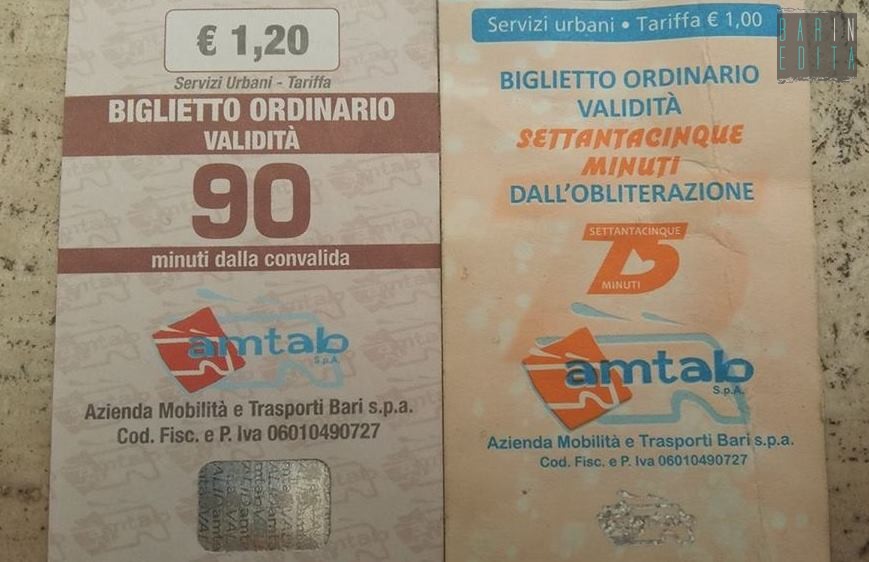 € 1,20
Servizi Urbani - Tariffa
BIGLIETTO ORDINARIO
VALIDITÀ
90
minuti dalla convalida
amtab
S.p.A.
Azienda Mobilità e Trasporti Bari s.p.a.
Cod. Fisc. e P. Iva 06010490727
Servizi urbani • Tariffa € 1,00
BIGLIETTO ORDINARIO
VALIDITÀ
SETTANTACINQUE
MINUTI
DALL'OBLITERAZIONE
SETTANTACINQUE
75
MINUTI
amtab
S.p.A.
Azienda Mobilità e Trasporti Bari s.p.a.
Cod. Fisc. e P. Iva 06010490727
BARIN
EDITA